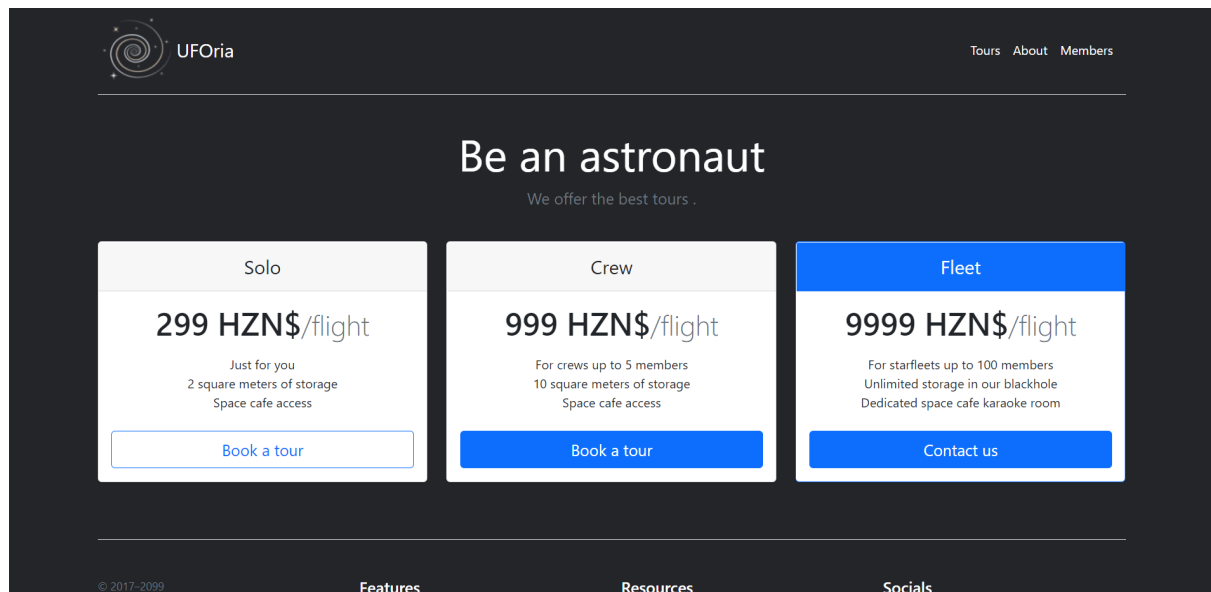 UFOria
Tours About Members
Be an astronaut
We offer the best tours .
Solo
299 HZN$/flight
Just for you
2 square meters of storage
Space cafe access
Book a tour
Crew
999 HZN$/flight
For crews up to 5 members
10 square meters of storage
Space cafe access
Book a tour
Fleet
9999 HZN$/flight
For starfleets up to 100 members
Unlimited storage in our blackhole
Dedicated space cafe karaoke room
Contact us
© 2017–2099
Features
Resources
Socials